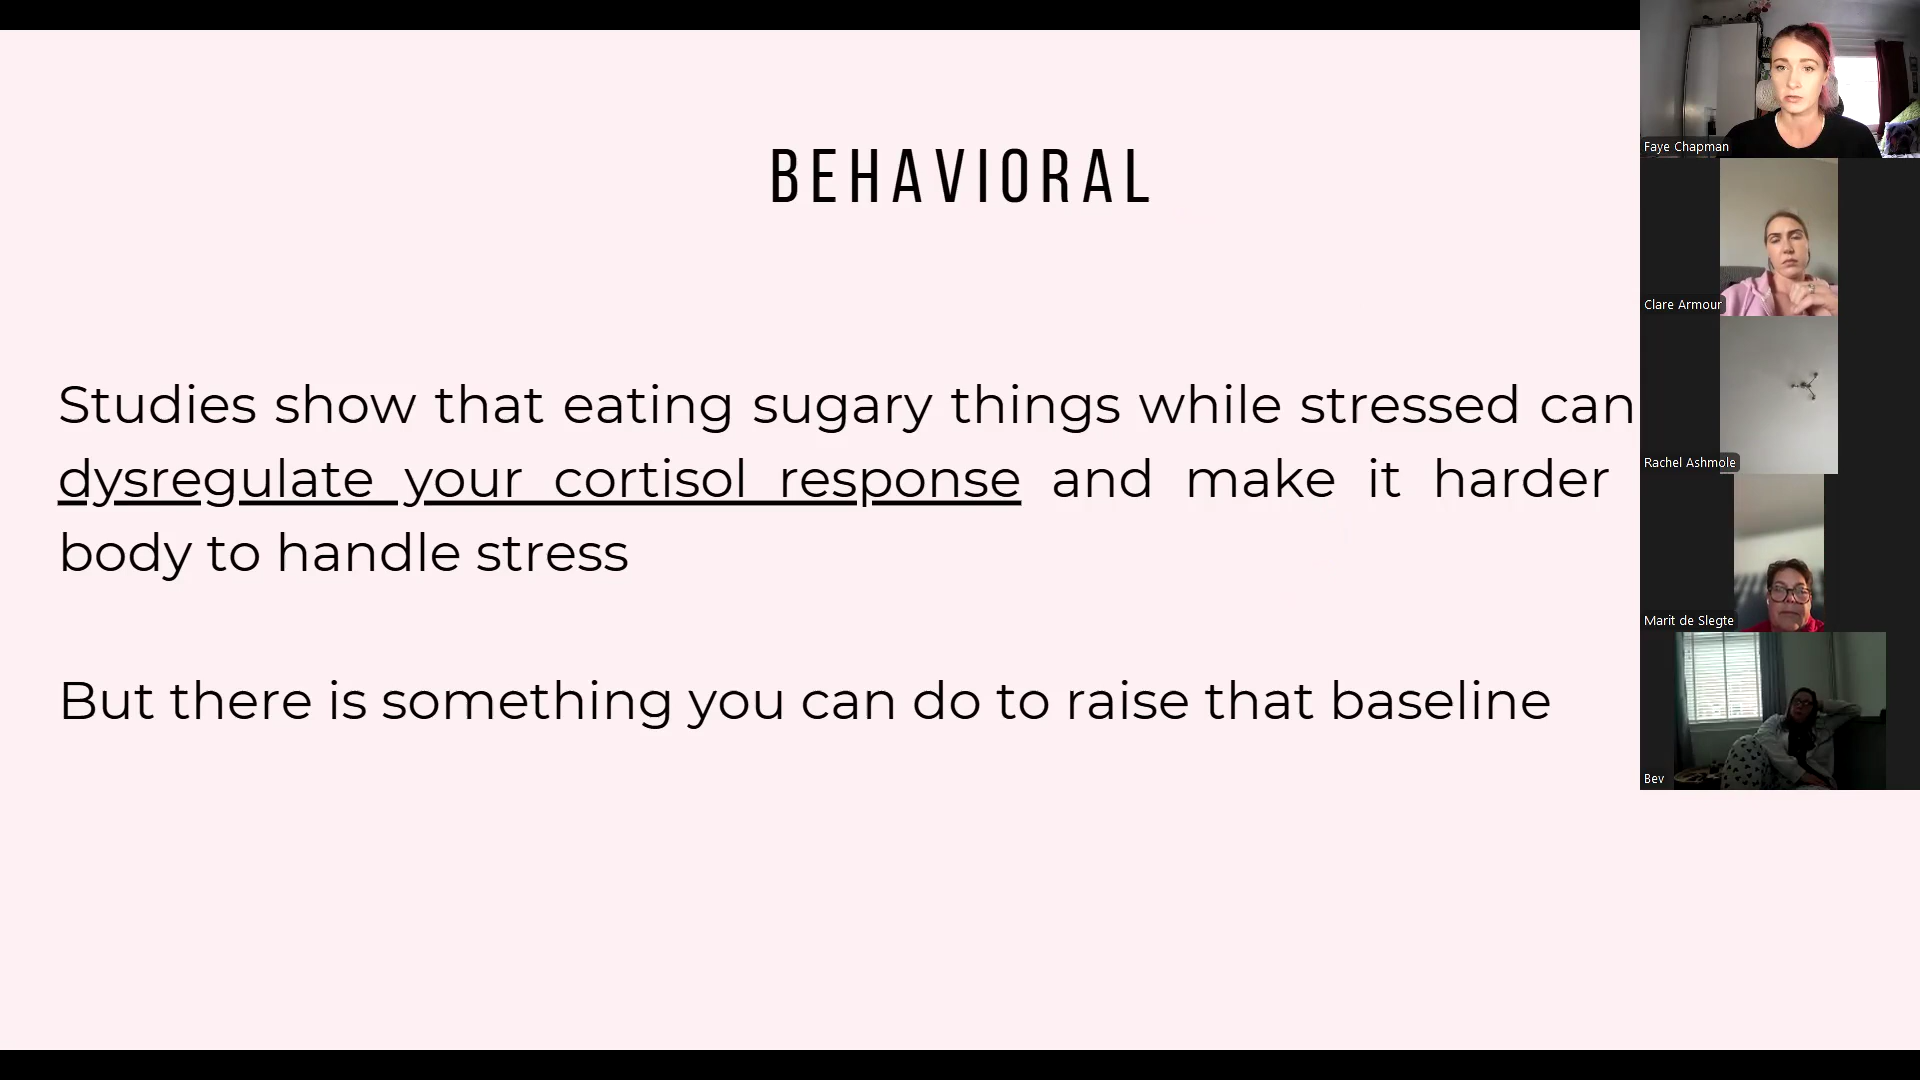 BEHAVIORAL
Studies show that eating sugary things while stressed can
dysregulate your cortisol response and make it harder
body to handle stress
But there is something you can do to raise that baseline
Faye Chapman
Clare Armour
Rachel Ashmole
Marit de Slegte
Bev